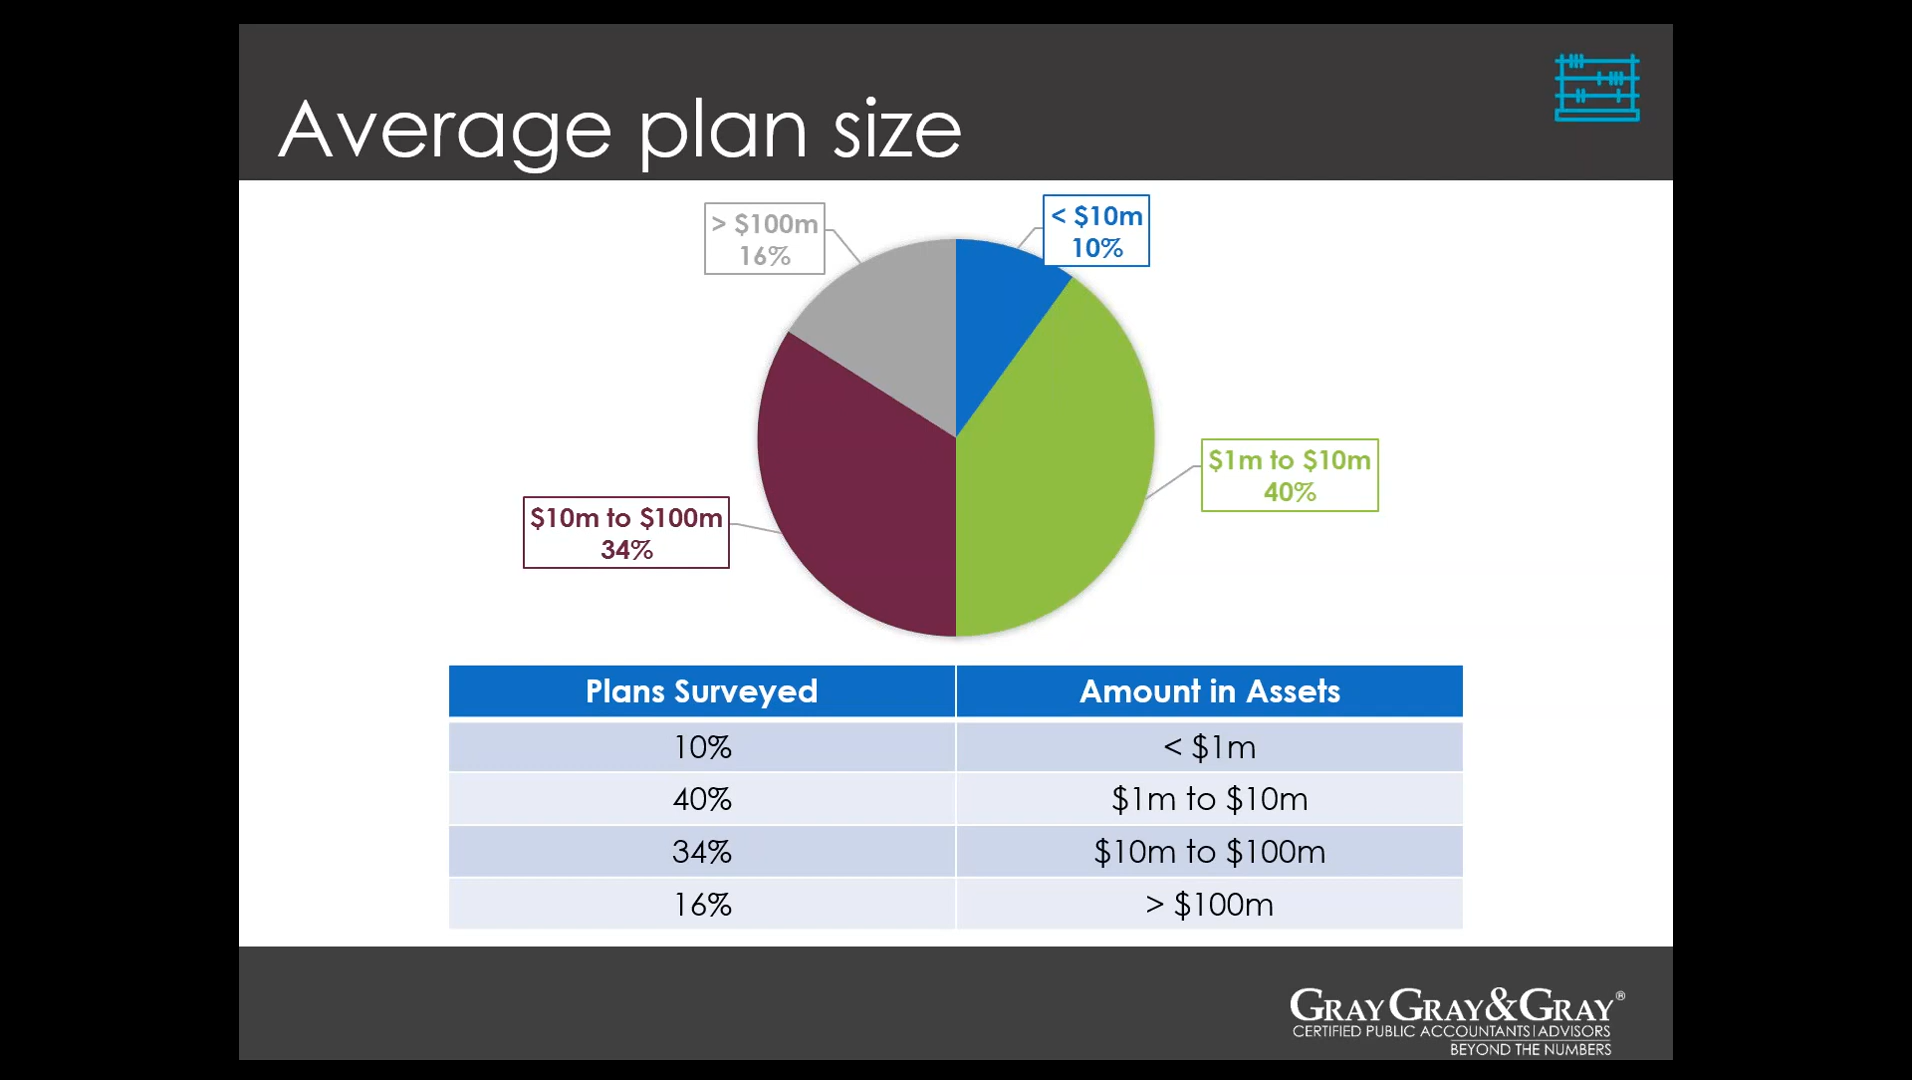 Average plan size
> $100m
16%
< $10m
10%
$1m to $10m
40%
$10m to $100m
34%
Plans Surveyed Amount in Assets
10% < $1m
40% $1m to $10m
34% $10m to $100m
16% > $100m
GRAY GRAY&GRAY®
CERTIFIED PUBLIC ACCOUNTANTS|ADVISORS
BEYOND THE NUMBERS